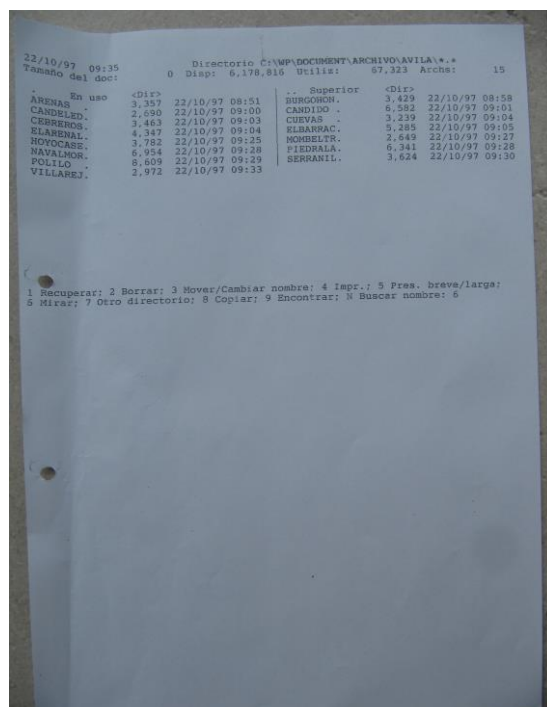 22/10/97 09:35 Directorio C:\WP\DOCUMENT\ARCHIVO\AVILA\*.*
Tamaño del doc: 0 Disp: 6,178,816 Utiliz: 67,323 Archs: 15
. En uso <Dir> .. Superior <Dir>
ARENAS . 3,357 22/10/97 08:51 BURGOHON. 3,429 22/10/97 08:58
CANDELED. 2,690 22/10/97 09:00 CANDIDO . 6,582 22/10/97 09:01
CEBREROS. 3,463 22/10/97 09:03 CUEVAS . 3,239 22/10/97 09:04
ELARENAL. 4,347 22/10/97 09:04 ELBARRAC. 5,285 22/10/97 09:05
HOYOCASE. 3,782 22/10/97 09:25 MOMBELTR. 2,649 22/10/97 09:27
NAVALMOR. 6,954 22/10/97 09:28 PIEDRALA. 6,341 22/10/97 09:28
POLILO . 8,609 22/10/97 09:29 SERRANIL. 3,624 22/10/97 09:30
VILLAREJ. 2,972 22/10/97 09:33
1 Recuperar; 2 Borrar; 3 Mover/Cambiar nombre; 4 Impr.; 5 Pres. breve/larga;
6 Mirar; 7 Otro directorio; 8 Copiar; 9 Encontrar; N Buscar nombre: 6